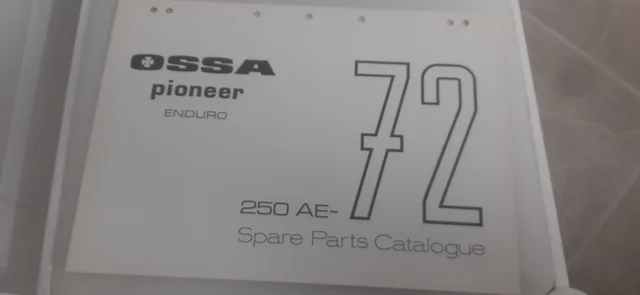 OSSA
pioneer
ENDURO
250 AE-72
Spare Parts Catalogue